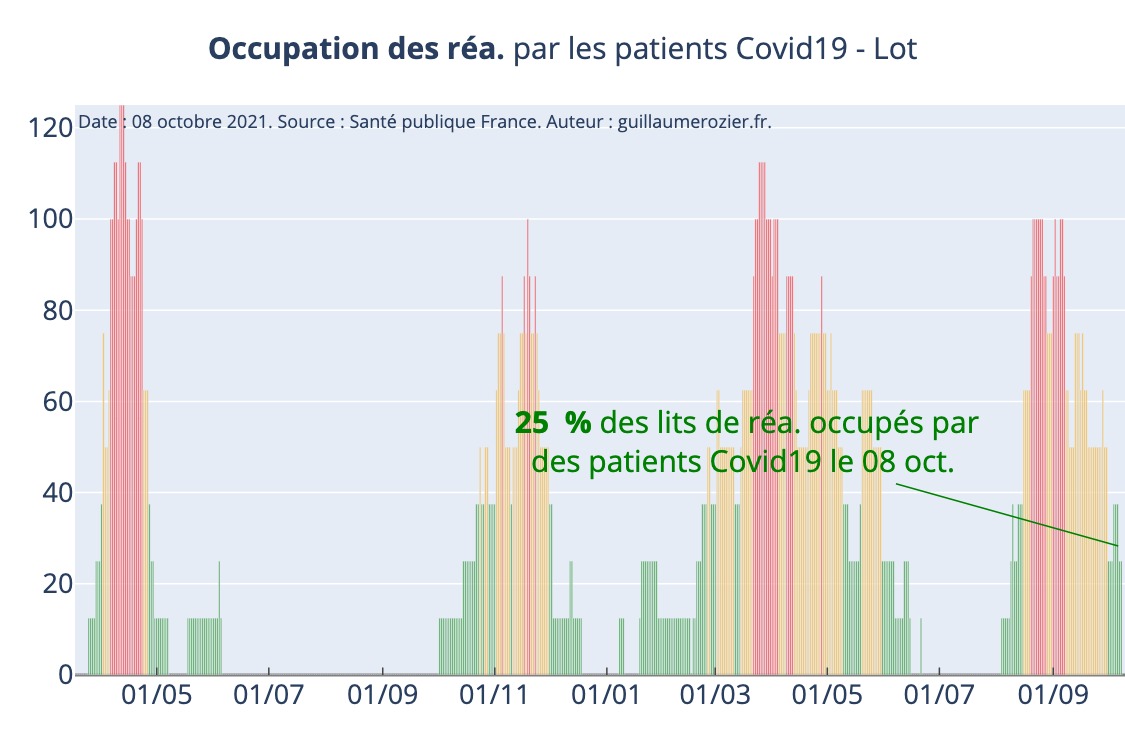 Occupation des réa. par les patients Covid19 - Lot
Date : 08 octobre 2021. Source : Santé publique France. Auteur : guillaumerozier.fr.
120
100
80
60
40
20
0
25 % des lits de réa. occupés par
des patients Covid19 le 08 oct.
01/05 01/07 01/09 01/11 01/01 01/03 01/05 01/07 01/09